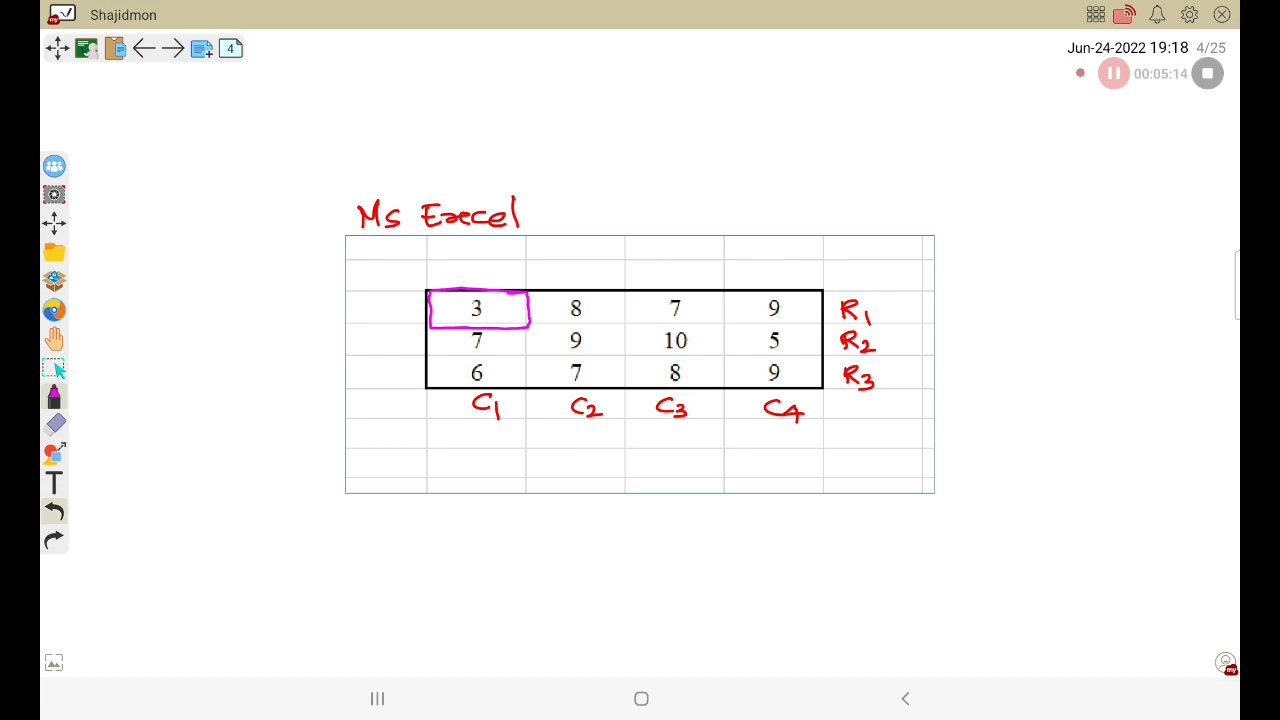 Shajidmon
4
Jun-24-2022 19:18 4/25
00:05:14
Ms Excel
3 8 7 9 R1
7 9 10 5 R2
6 7 8 9 R3
C1 C2 C3 C4
T